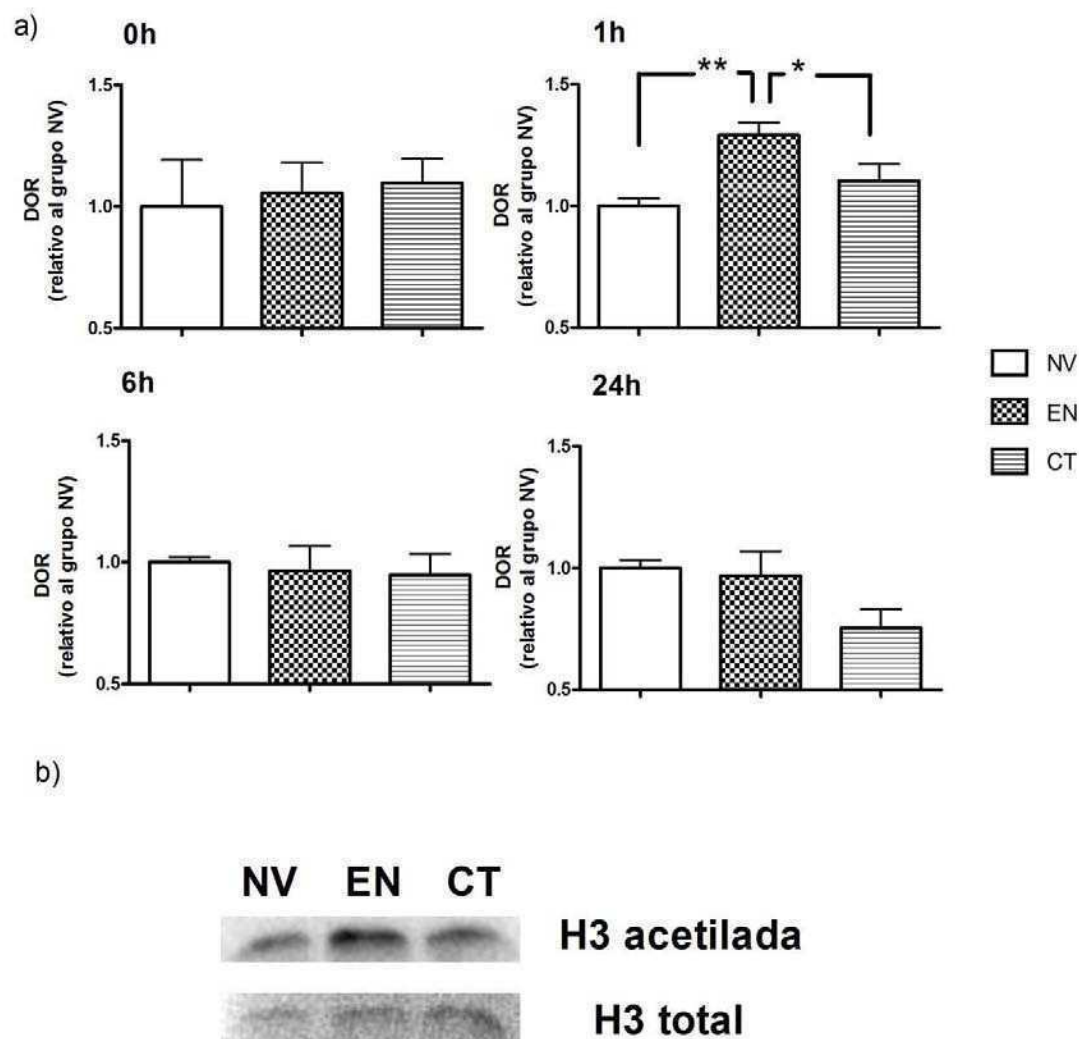 a)
0h
1h
** *
1.5
1.0
0.5
DOR
(relativo al grupo NV)
1.5
1.0
0.5
DOR
(relativo al grupo NV)
6h
24h
1.5
1.0
0.5
DOR
(relativo al grupo NV)
1.5
1.0
0.5
DOR
(relativo al grupo NV)
NV
EN
CT
b)
NV EN CT
H3 acetilada
H3 total